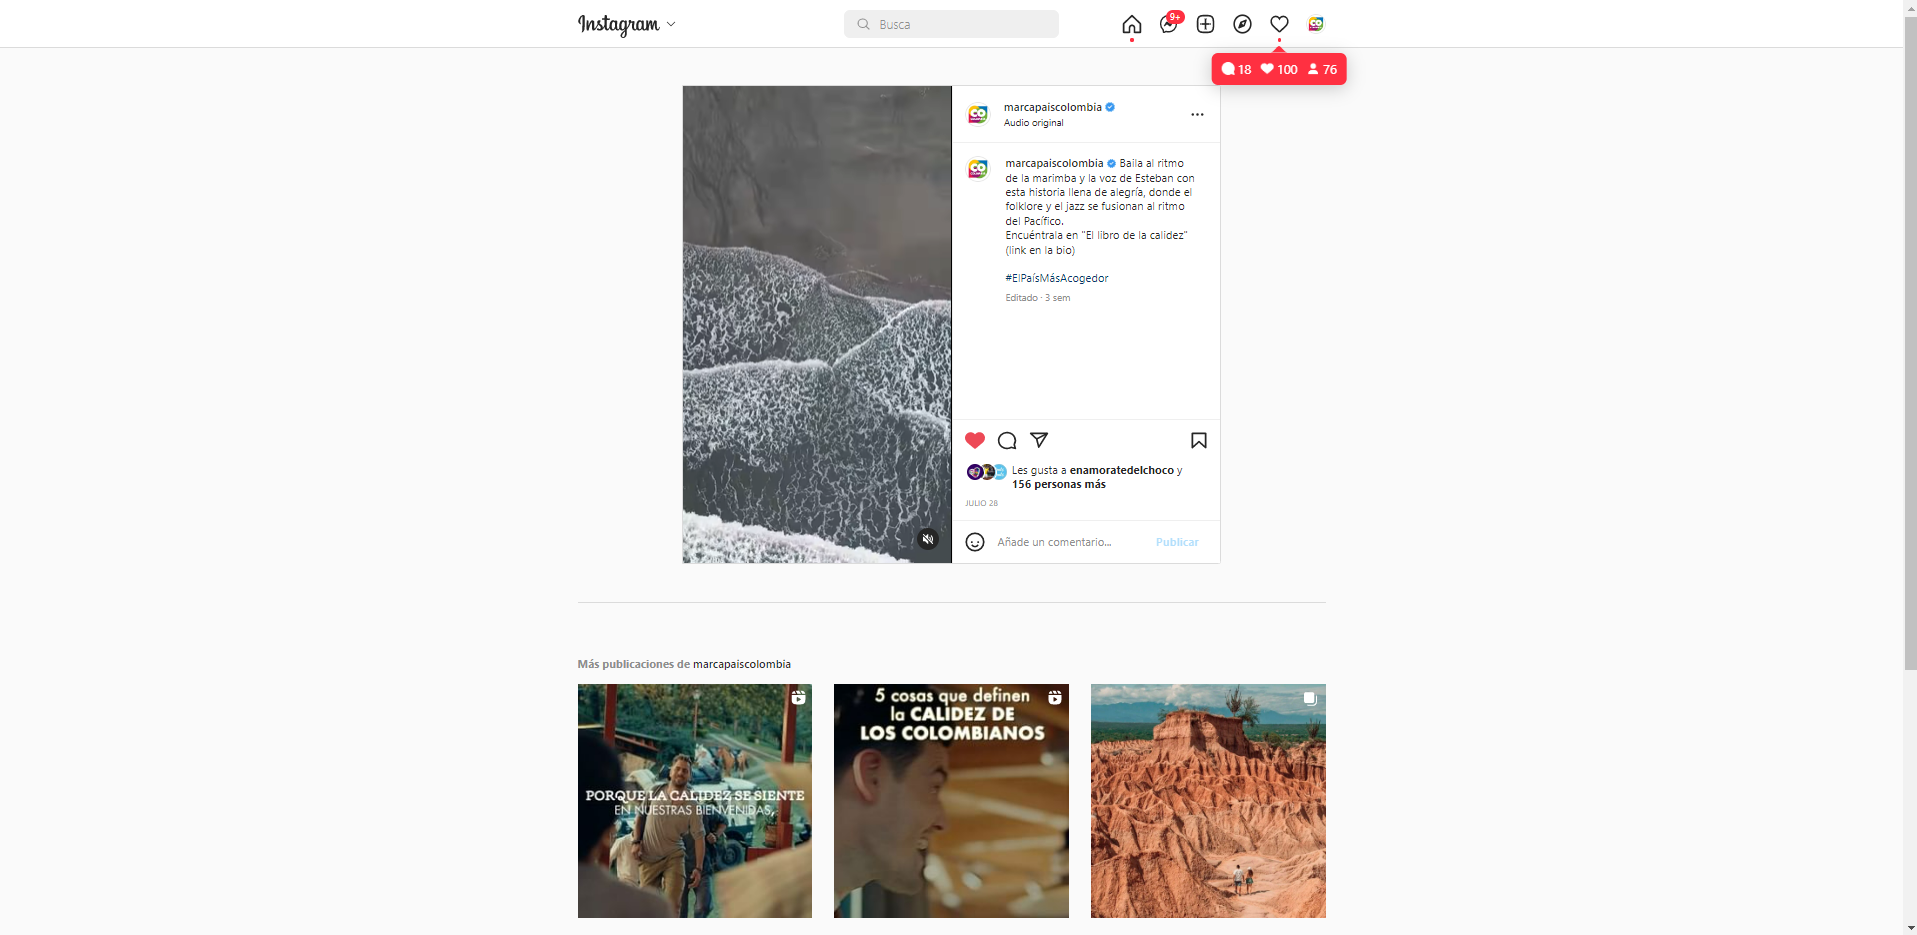 Instagram
Busca
9+
18 100 76
marcapaiscolombia
Audio original
marcapaiscolombia Baila al ritmo
de la marimba y la voz de Esteban con
esta historia llena de alegría, donde el
folklore y el jazz se fusionan al ritmo
del Pacífico.
Encuéntrala en "El libro de la calidez"
(link en la bio)
#ElPaísMásAcogedor
Editado · 3 sem
Les gusta a enamoratedelchoco y
156 personas más
JULIO 28
Añade un comentario... Publicar
Más publicaciones de marcapaiscolombia
PORQUE LA CALIDEZ SE SIENTE
EN NUESTRAS BIENVENIDAS,
5 cosas que definen
la CALIDEZ DE
LOS COLOMBIANOS